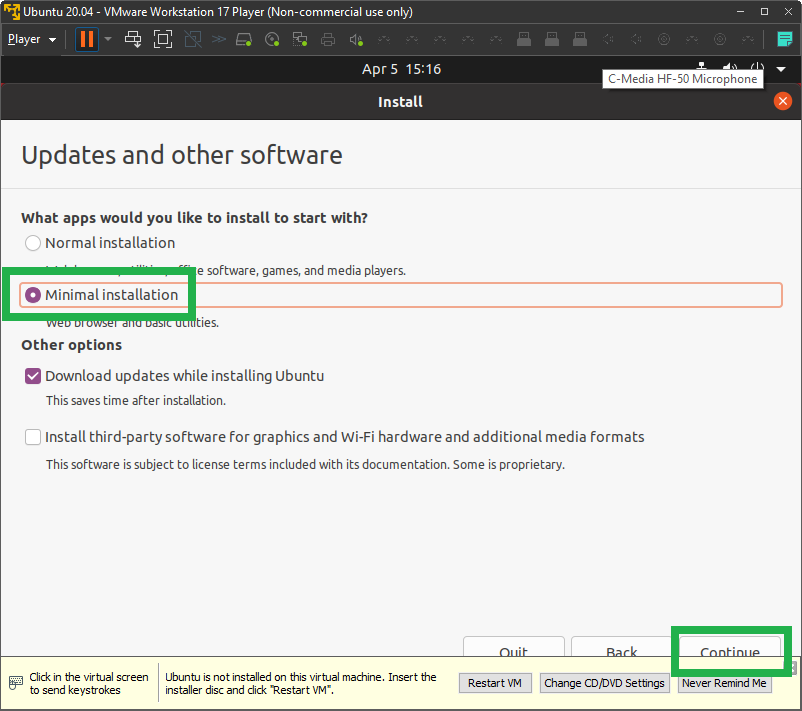 Ubuntu 20.04 - VMware Workstation 17 Player (Non-commercial use only)
Player
Apr 5 15:16
C-Media HF-50 Microphone
Install
Updates and other software
What apps would you like to install to start with?
Normal installation
office software, games, and media players.
Minimal installation
Web browser and basic utilities.
Other options
Download updates while installing Ubuntu
This saves time after installation.
Install third-party software for graphics and Wi-Fi hardware and additional media formats
This software is subject to license terms included with its documentation. Some is proprietary.
Quit Back Continue
Click in the virtual screen
to send keystrokes
Ubuntu is not installed on this virtual machine. Insert the
installer disc and click "Restart VM".
Restart VM Change CD/DVD Settings Never Remind Me